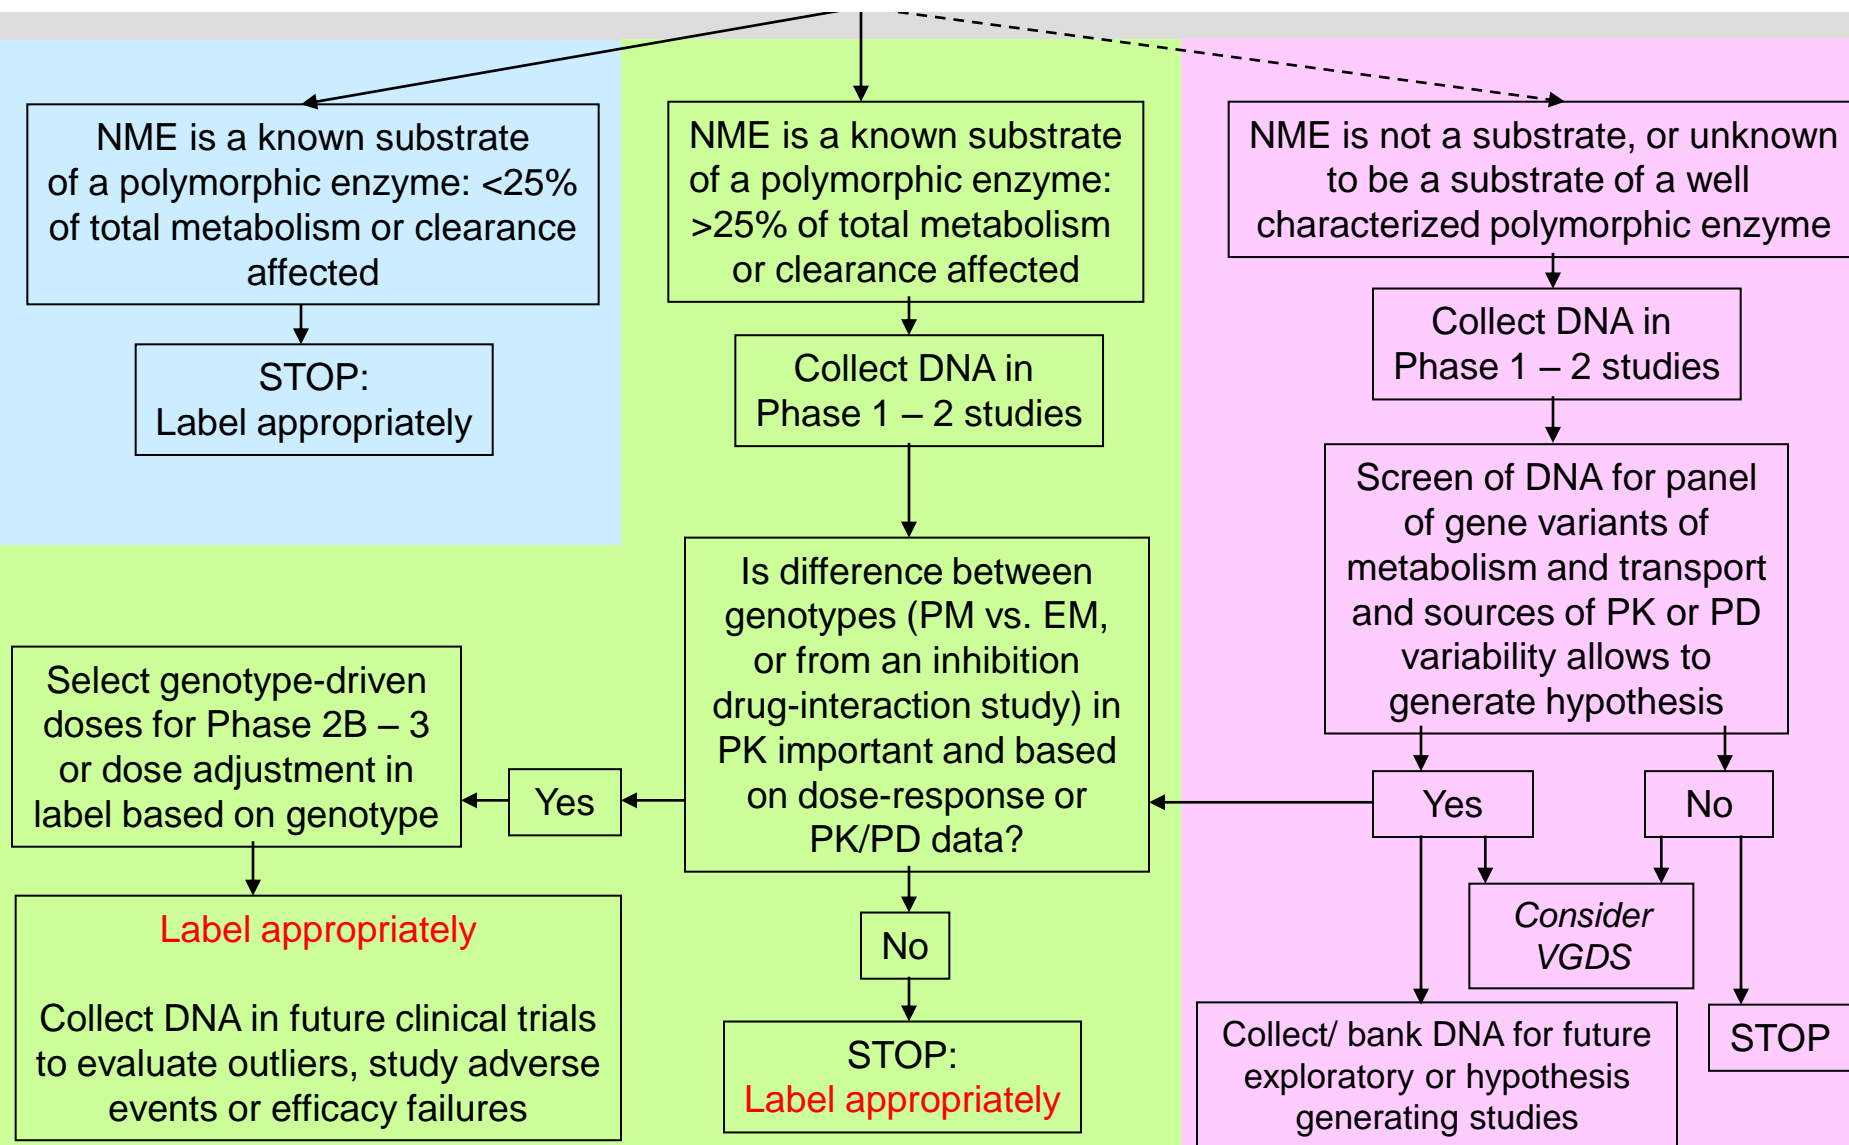 NME is a known substrate
of a polymorphic enzyme: <25%
of total metabolism or clearance
affected
STOP:
Label appropriately
NME is a known substrate
of a polymorphic enzyme:
>25% of total metabolism
or clearance affected
Collect DNA in
Phase 1 – 2 studies
Is difference between
genotypes (PM vs. EM,
or from an inhibition
drug-interaction study) in
PK important and based
on dose-response or
PK/PD data?
Yes
Select genotype-driven
doses for Phase 2B – 3
or dose adjustment in
label based on genotype
Label appropriately
Collect DNA in future clinical trials
to evaluate outliers, study adverse
events or efficacy failures
No
STOP:
Label appropriately
NME is not a substrate, or unknown
to be a substrate of a well
characterized polymorphic enzyme
Collect DNA in
Phase 1 – 2 studies
Screen of DNA for panel
of gene variants of
metabolism and transport
and sources of PK or PD
variability allows to
generate hypothesis
Yes
No
Consider
VGDS
Collect/ bank DNA for future
exploratory or hypothesis
generating studies
STOP